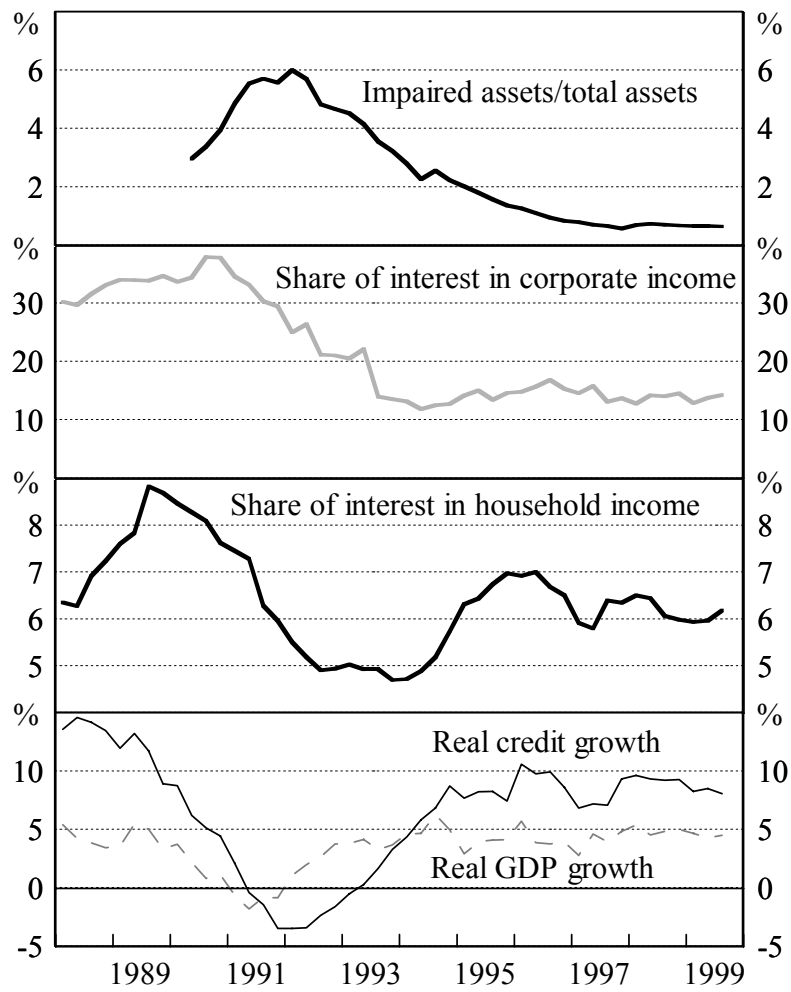 % %
6 Impaired assets/total assets 6
4 4
2 2
% %
Share of interest in corporate income
30 30
20 20
10 10
% %
Share of interest in household income
8 8
7 7
6 6
5 5
% %
Real credit growth
10 10
5 5
Real GDP growth
0 0
-5 -5
1989 1991 1993 1995 1997 1999